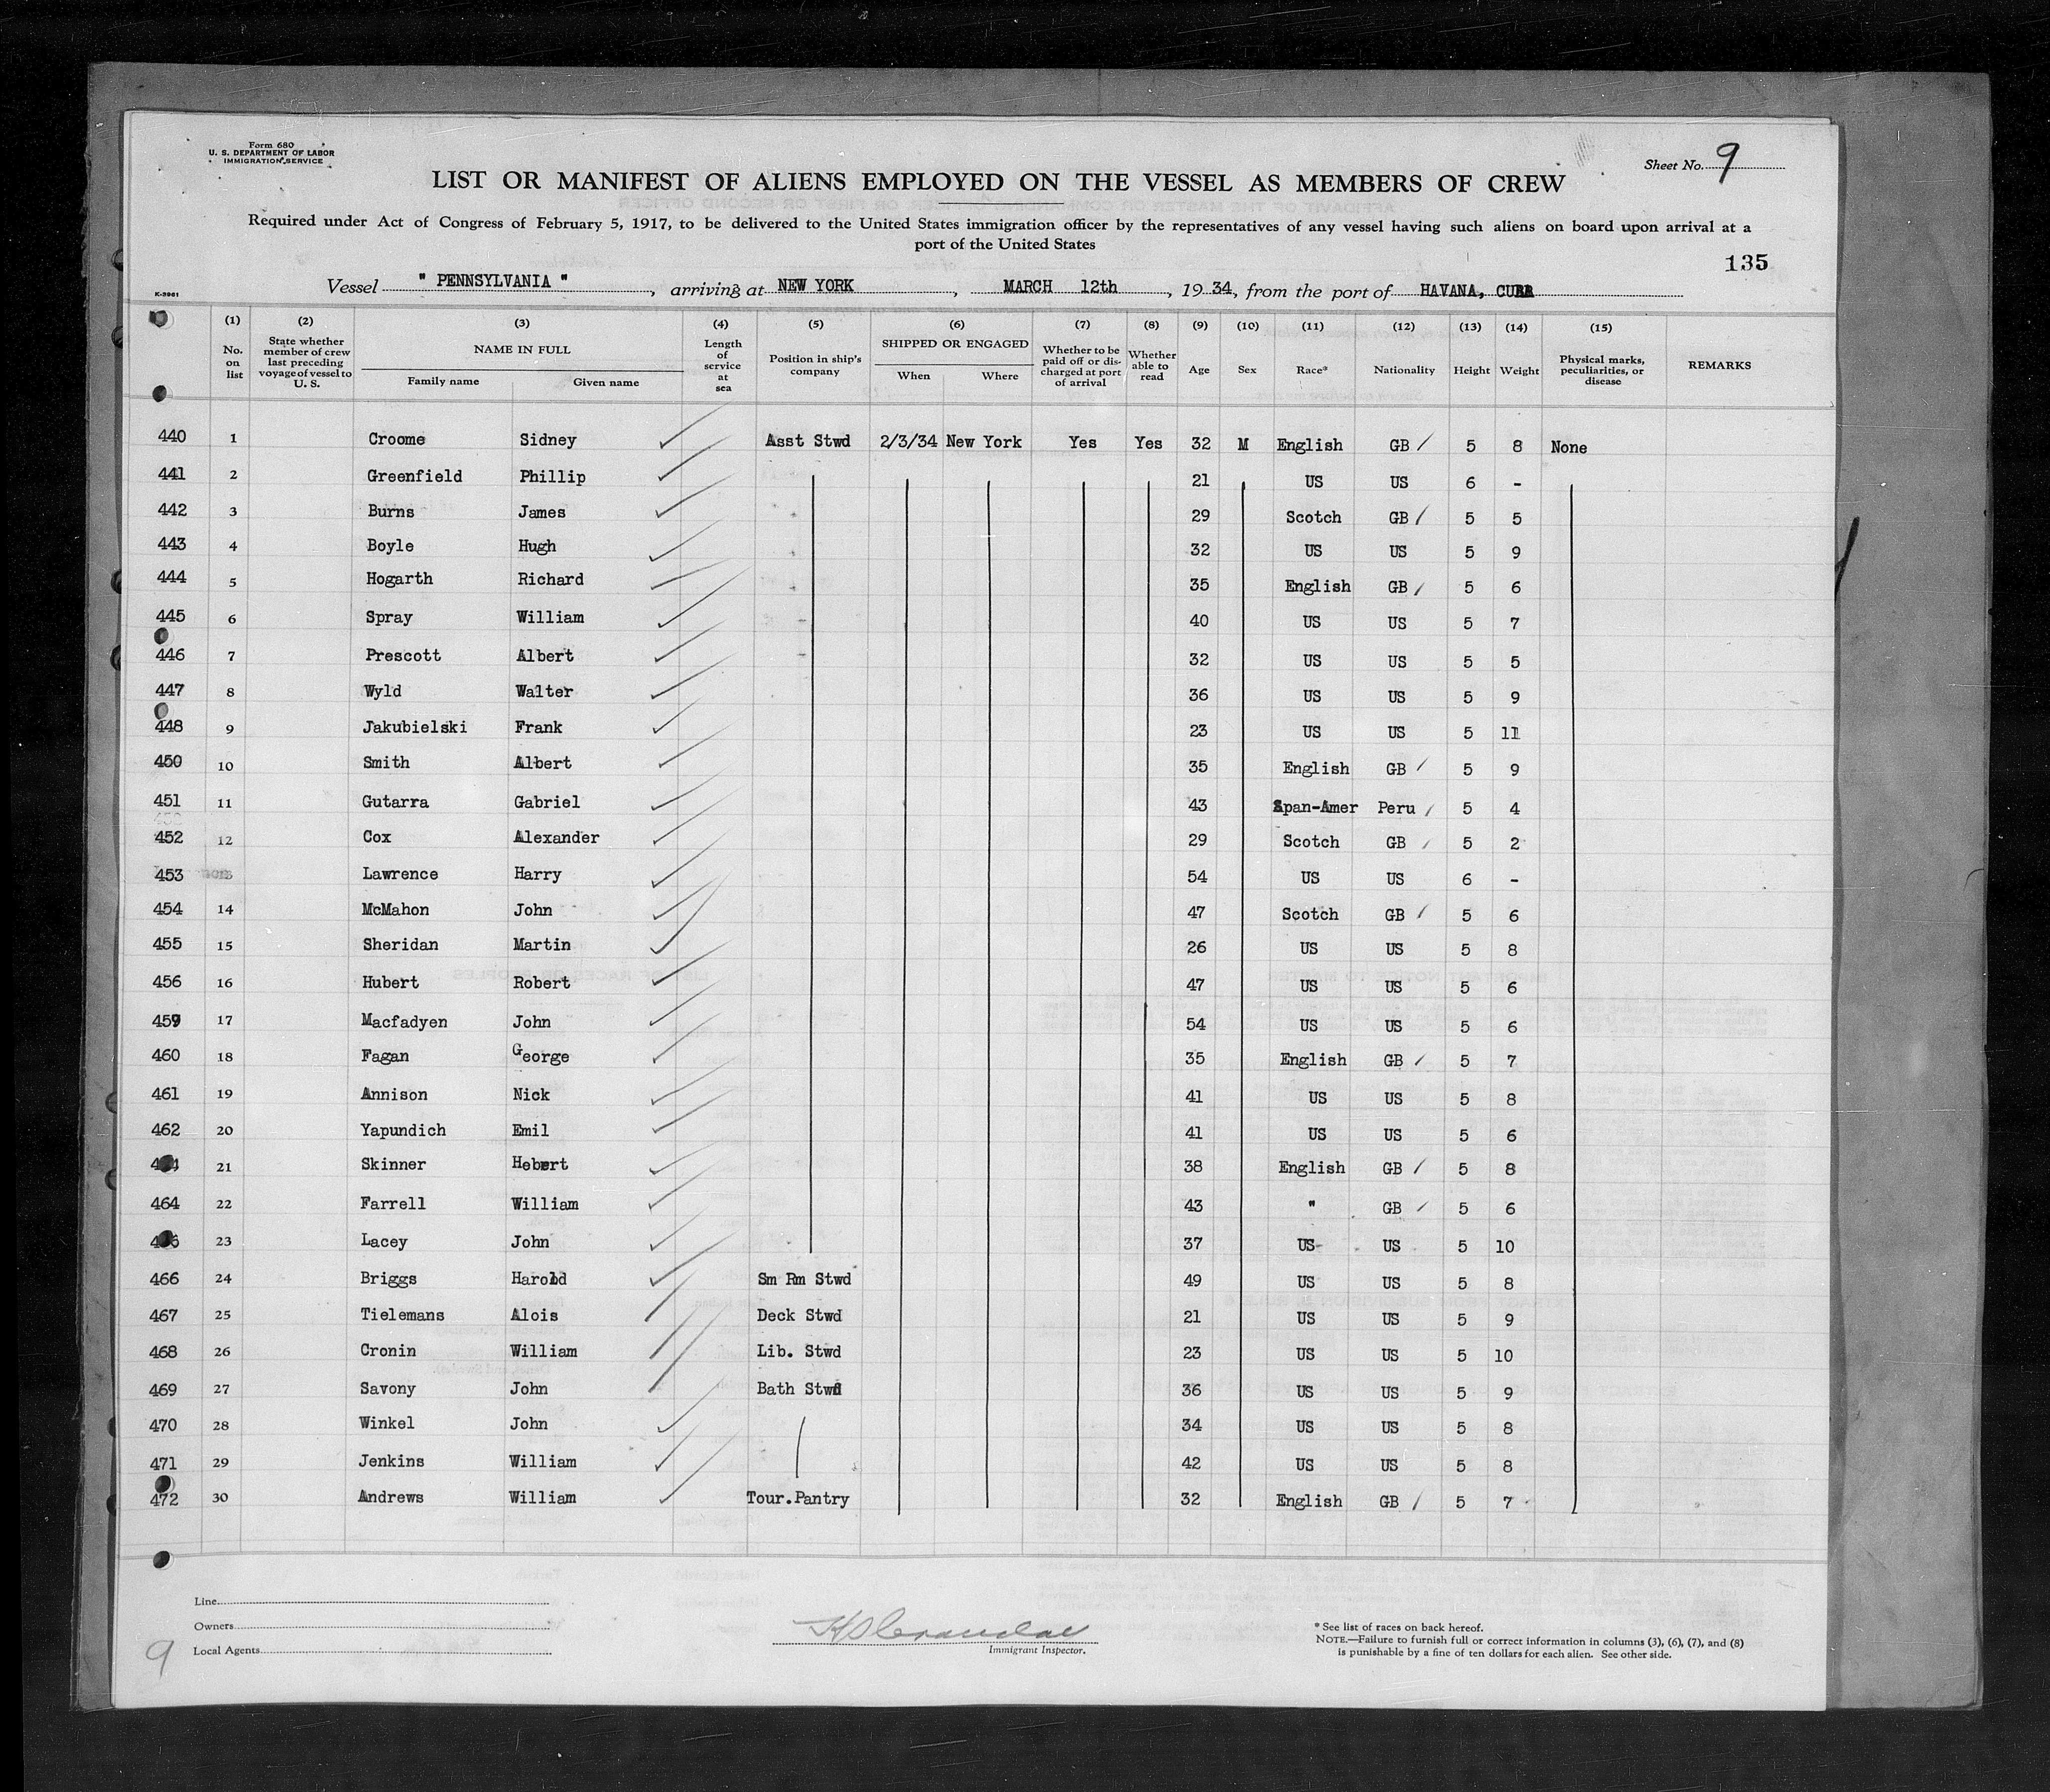 Form 680
U. S. DEPARTMENT OF LABOR
IMMIGRATION SERVICE
Sheet No. 9
LIST OR MANIFEST OF ALIENS EMPLOYED ON THE VESSEL AS MEMBERS OF CREW
Required under Act of Congress of February 5, 1917, to be delivered to the United States immigration officer by the representatives of any vessel having such aliens on board upon arrival at a
port of the United States
135
Vessel " PENNSYLVANIA ", arriving at NEW YORK, MARCH 12th, 19 34, from the port of HAVANA, CUBA
K-9961
(1) (2) (3) (4) (5) (6) (7) (8) (9) (10) (11) (12) (13) (14) (15)
No. on list State whether member of crew last preceding voyage of vessel to U. S. NAME IN FULL Family name Given name Length of service at sea Position in ship's company SHIPPED OR ENGAGED When Where Whether to be paid off or discharged at port of arrival Whether able to read Age Sex Race* Nationality Height Weight Physical marks, peculiarities, or disease REMARKS
440 1 Croome Sidney Asst Stwd 2/3/34 New York Yes Yes 32 M English GB 5 8 None
441 2 Greenfield Phillip 21 US US 6 -
442 3 Burns James 29 Scotch GB 5 5
443 4 Boyle Hugh 32 US US 5 9
444 5 Hogarth Richard 35 English GB 5 6
445 6 Spray William 40 US US 5 7
446 7 Prescott Albert 32 US US 5 5
447 8 Wyld Walter 36 US US 5 9
448 9 Jakubielski Frank 23 US US 5 11
450 10 Smith Albert 35 English GB 5 9
451 11 Gutarra Gabriel 43 Span-Amer Peru 5 4
452 12 Cox Alexander 29 Scotch GB 5 2
453 13 Lawrence Harry 54 US US 6 -
454 14 McMahon John 47 Scotch GB 5 6
455 15 Sheridan Martin 26 US US 5 8
456 16 Hubert Robert 47 US US 5 6
459 17 Macfadyen John 54 US US 5 6
460 18 Fagan George 35 English GB 5 7
461 19 Annison Nick 41 US US 5 8
462 20 Yapundich Emil 41 US US 5 6
21 Skinner Hebert 38 English GB 5 8
464 22 Farrell William 43 " GB 5 6
23 Lacey John 37 US US 5 10
466 24 Briggs Harold Sm Rm Stwd 49 US US 5 8
467 25 Tielemans Alois Deck Stwd 21 US US 5 9
468 26 Cronin William Lib. Stwd 23 US US 5 10
469 27 Savony John Bath Stwd 36 US US 5 9
470 28 Winkel John 34 US US 5 8
471 29 Jenkins William 42 US US 5 8
472 30 Andrews William Tour.Pantry 32 English GB 5 7
Line
Owners
Local Agents
9
Immigrant Inspector.
* See list of races on back hereof.
NOTE.—Failure to furnish full or correct information in columns (3), (6), (7), and (8)
is punishable by a fine of ten dollars for each alien. See other side.